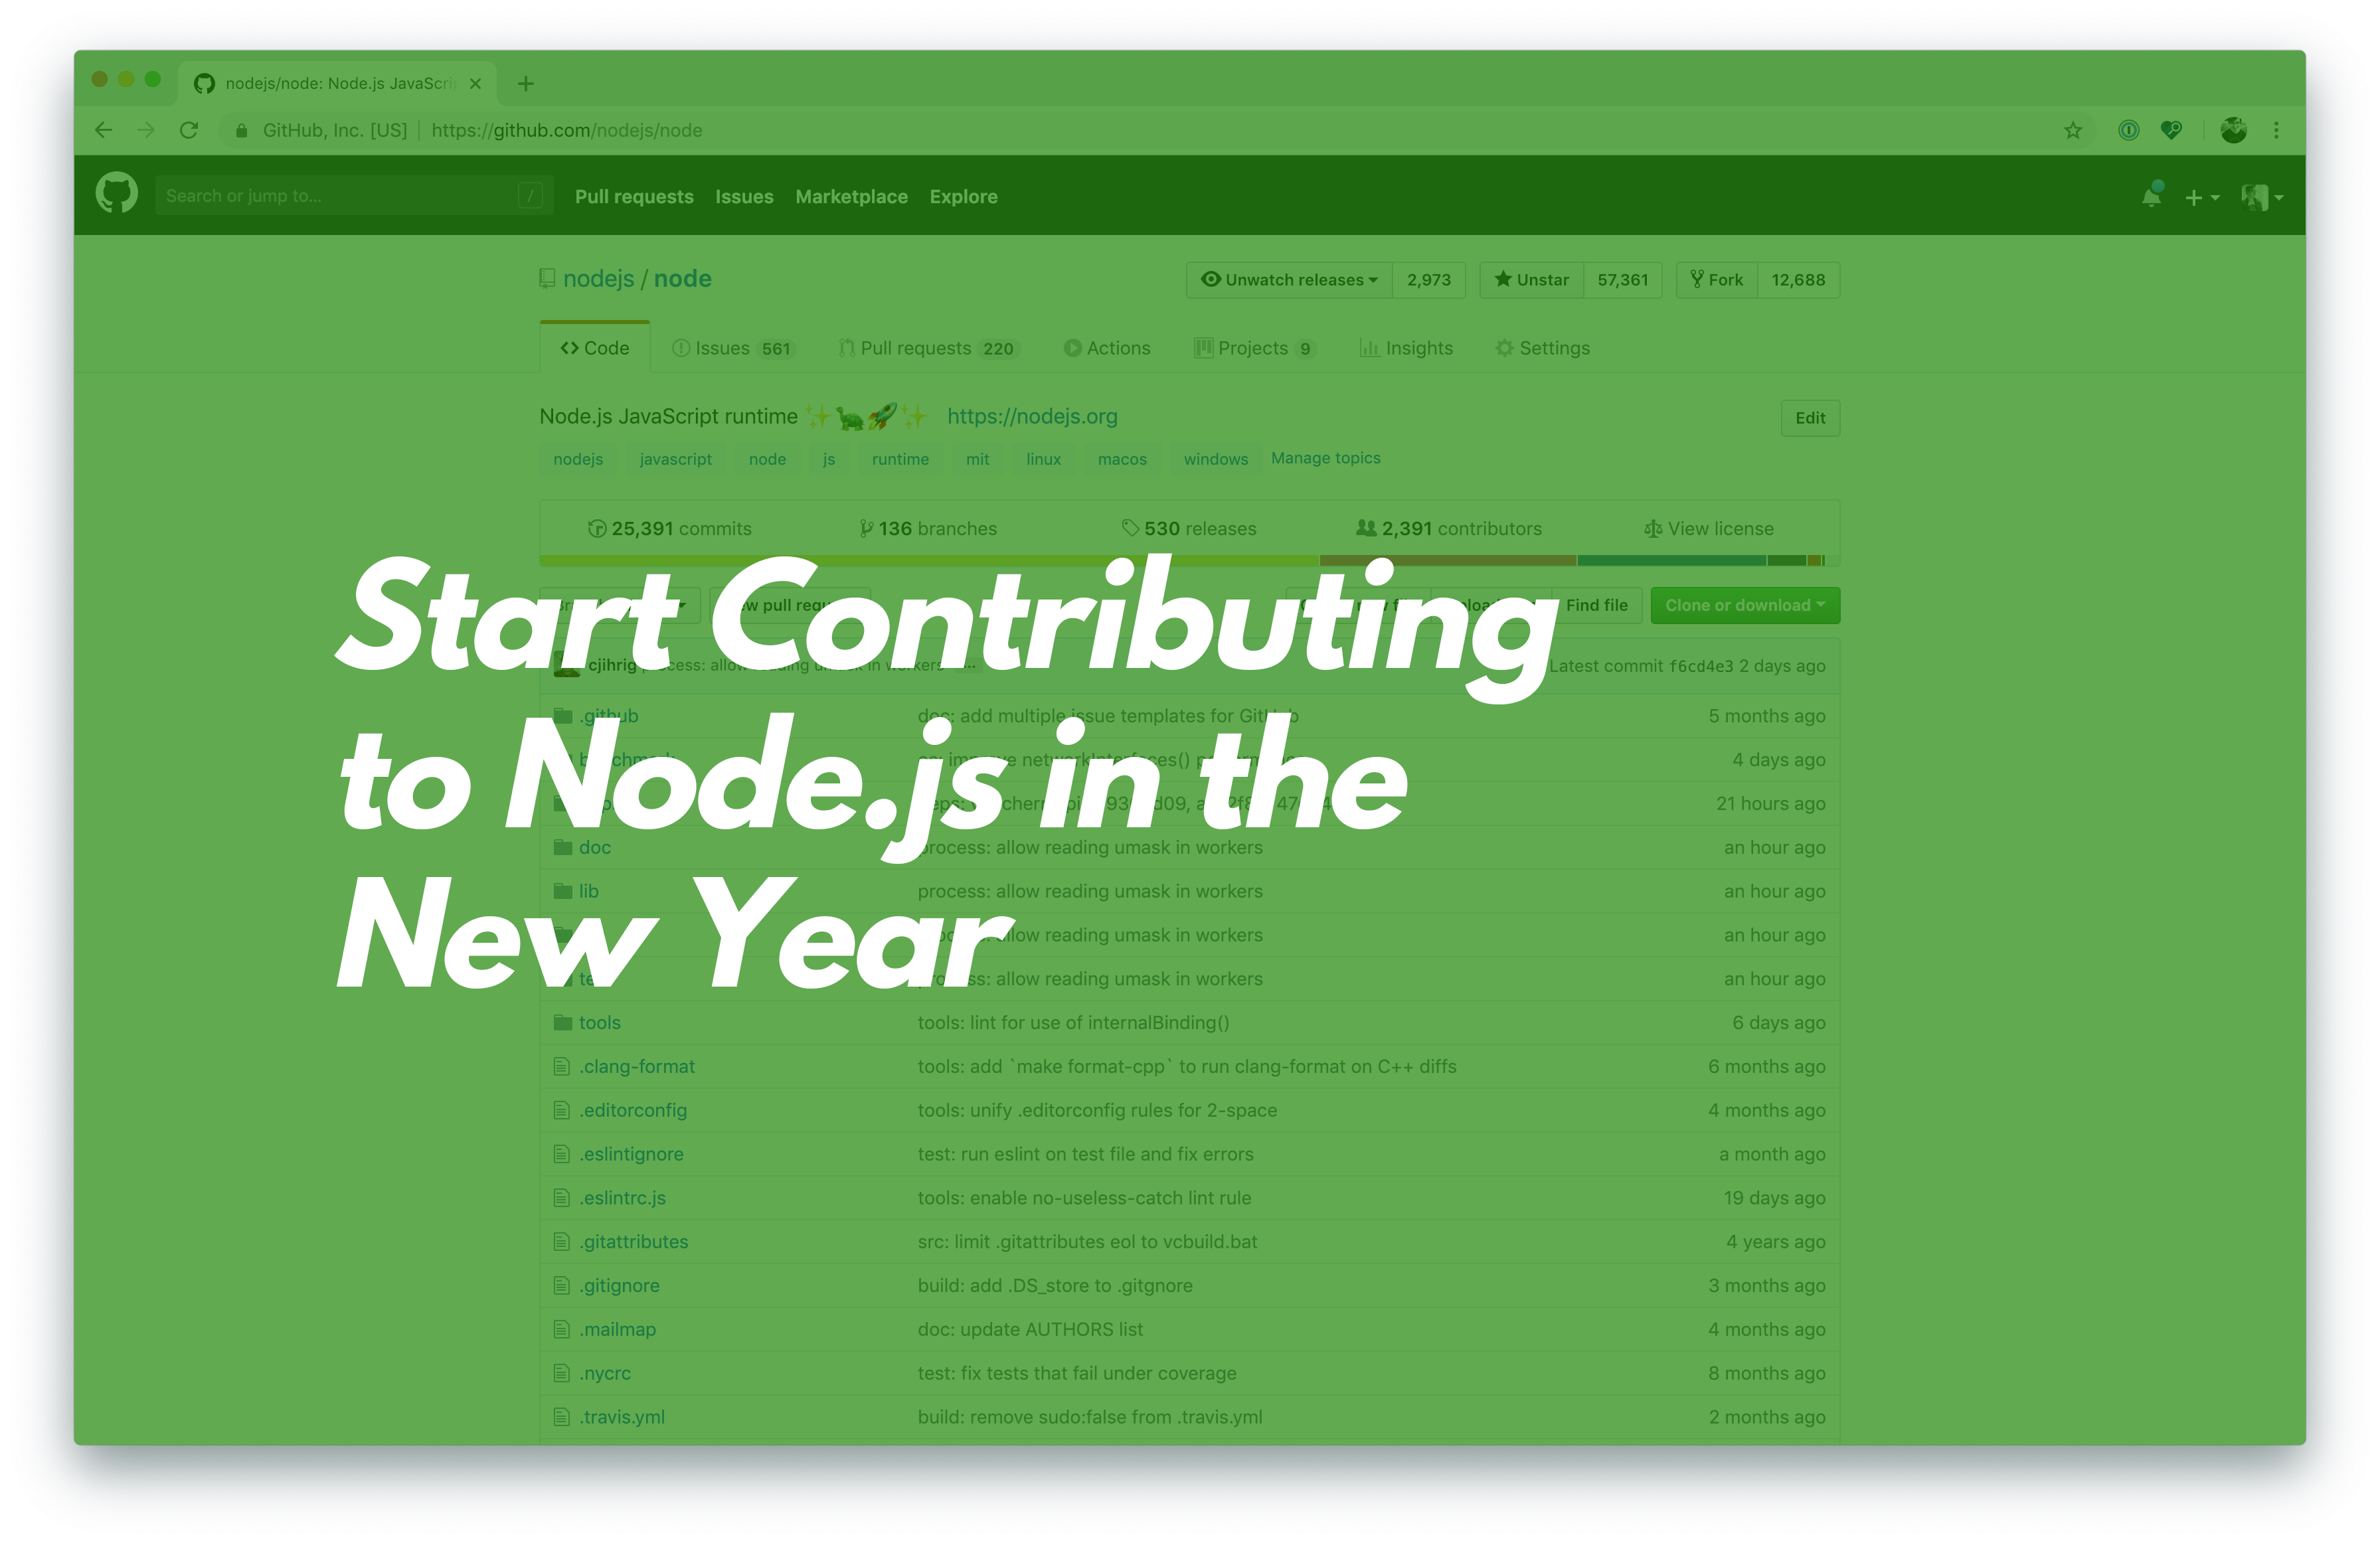 nodejs/node: Node.js JavaScri
GitHub, Inc. [US] https://github.com/nodejs/node
Search or jump to... /
Pull requests Issues Marketplace Explore
nodejs / node
Unwatch releases 2,973 Unstar 57,361 Fork 12,688
Code Issues 561 Pull requests 220 Actions Projects 9 Insights Settings
Node.js JavaScript runtime ✨🐢🚀✨ https://nodejs.org
Edit
nodejs javascript node js runtime mit linux macos windows Manage topics
25,391 commits 136 branches 530 releases 2,391 contributors View license
Start Contributing
to Node.js in the
New Year
pull Find file Clone or download
cjihrig process: allow reading umask in workers
Latest commit f6cd4e3 2 days ago
.github doc: add multiple issue templates for GitHub 5 months ago
networkInterfaces() 4 days ago
21 hours ago
doc process: allow reading umask in workers an hour ago
lib process: allow reading umask in workers an hour ago
allow reading umask in workers an hour ago
process: allow reading umask in workers an hour ago
tools tools: lint for use of internalBinding() 6 days ago
.clang-format tools: add `make format-cpp` to run clang-format on C++ diffs 6 months ago
.editorconfig tools: unify .editorconfig rules for 2-space 4 months ago
.eslintignore test: run eslint on test file and fix errors a month ago
.eslintrc.js tools: enable no-useless-catch lint rule 19 days ago
.gitattributes src: limit .gitattributes eol to vcbuild.bat 4 years ago
.gitignore build: add .DS_store to .gitgnore 3 months ago
.mailmap doc: update AUTHORS list 4 months ago
.nycrc test: fix tests that fail under coverage 8 months ago
.travis.yml build: remove sudo:false from .travis.yml 2 months ago